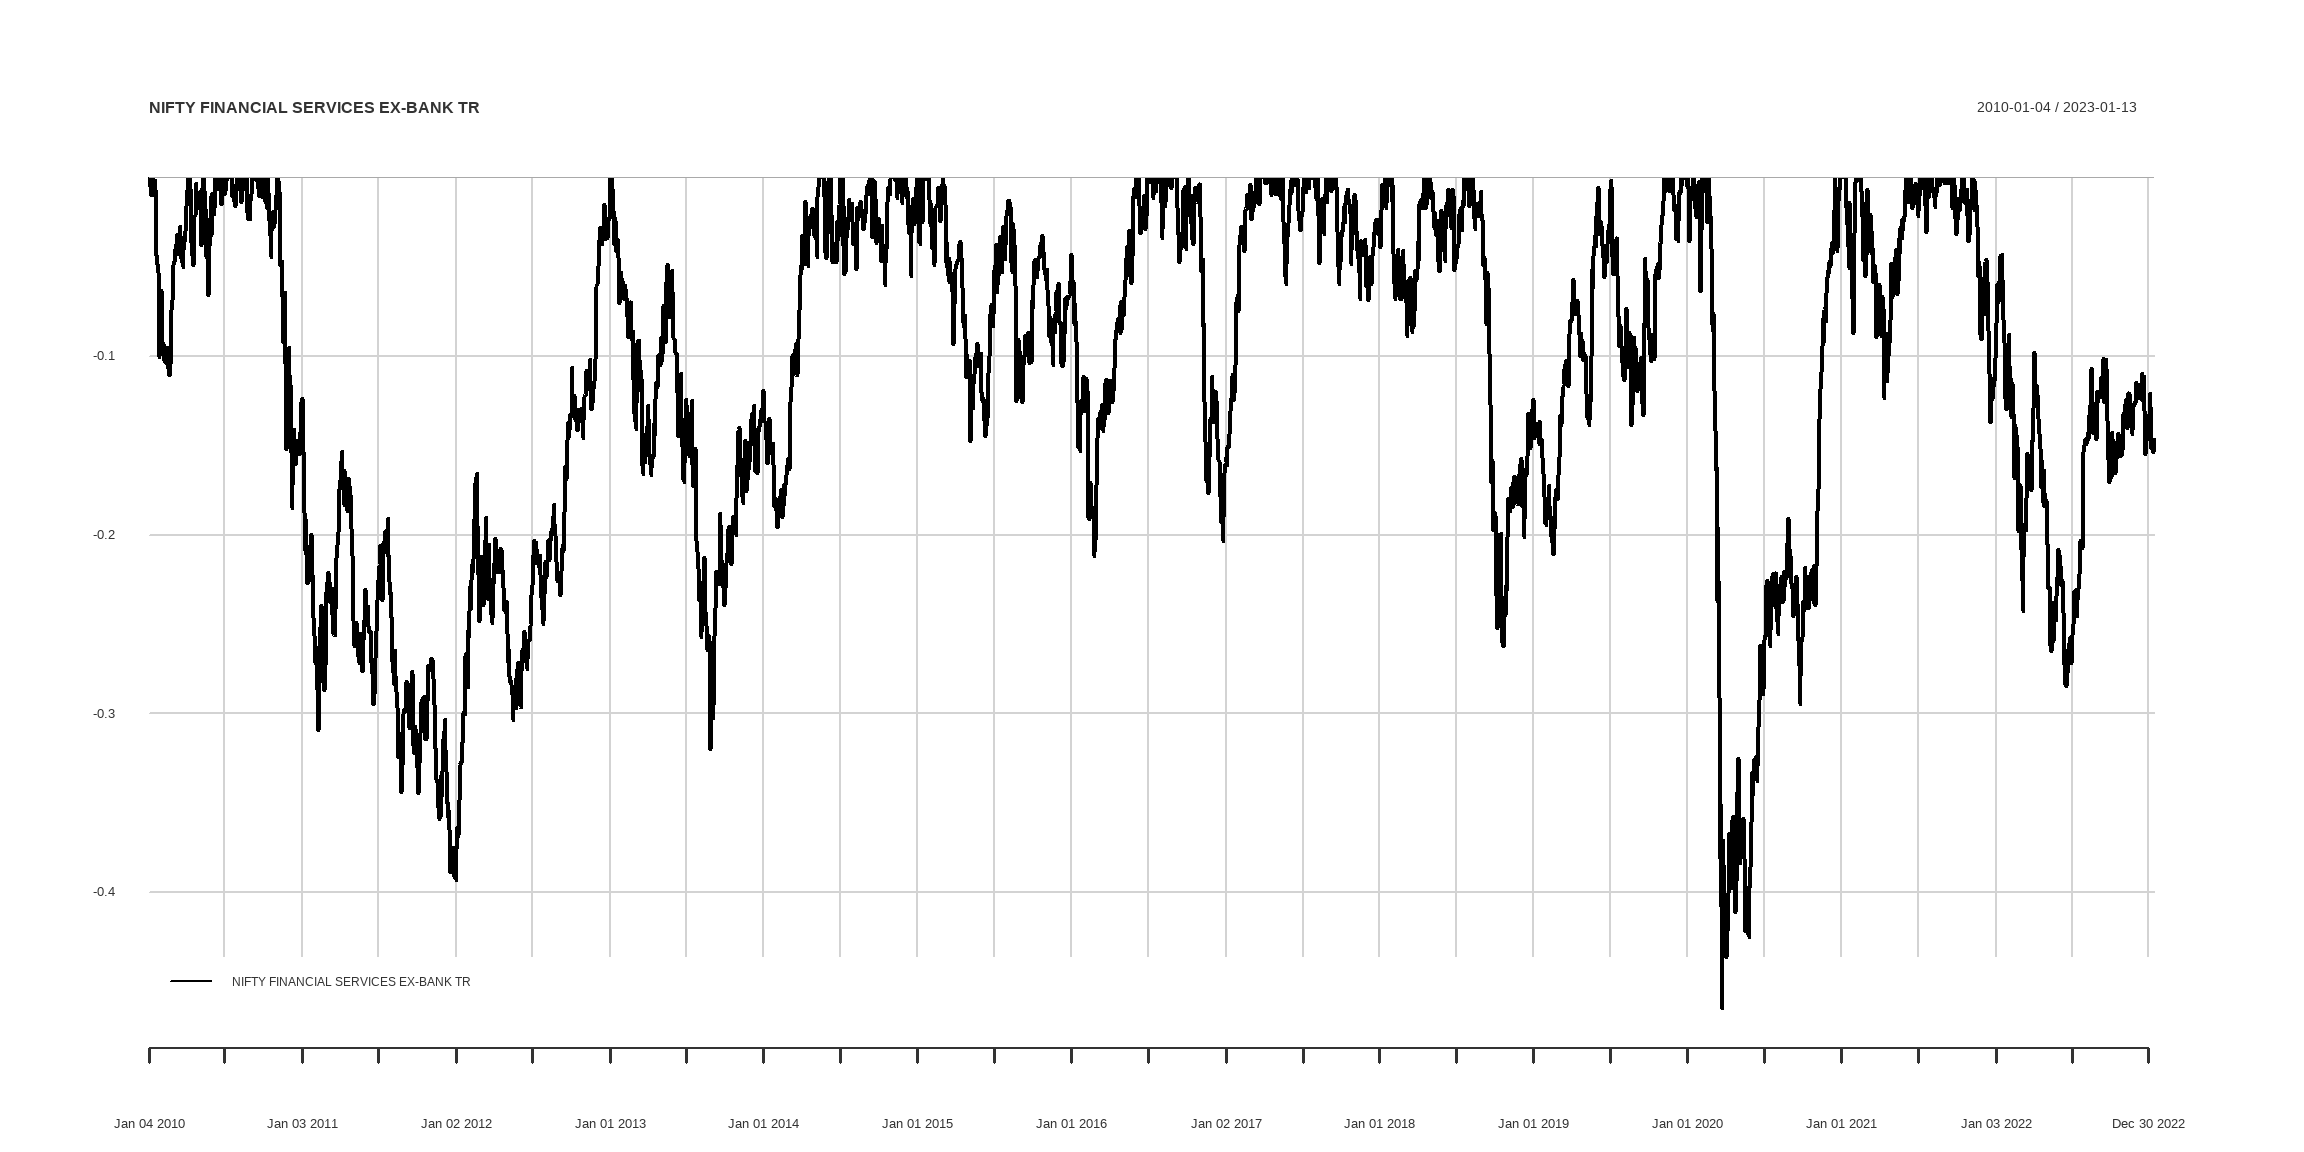 NIFTY FINANCIAL SERVICES EX-BANK TR
2010-01-04 / 2023-01-13
-0.1
-0.2
-0.3
-0.4
NIFTY FINANCIAL SERVICES EX-BANK TR
Jan 04 2010 Jan 03 2011 Jan 02 2012 Jan 01 2013 Jan 01 2014 Jan 01 2015 Jan 01 2016 Jan 02 2017 Jan 01 2018 Jan 01 2019 Jan 01 2020 Jan 01 2021 Jan 03 2022 Dec 30 2022